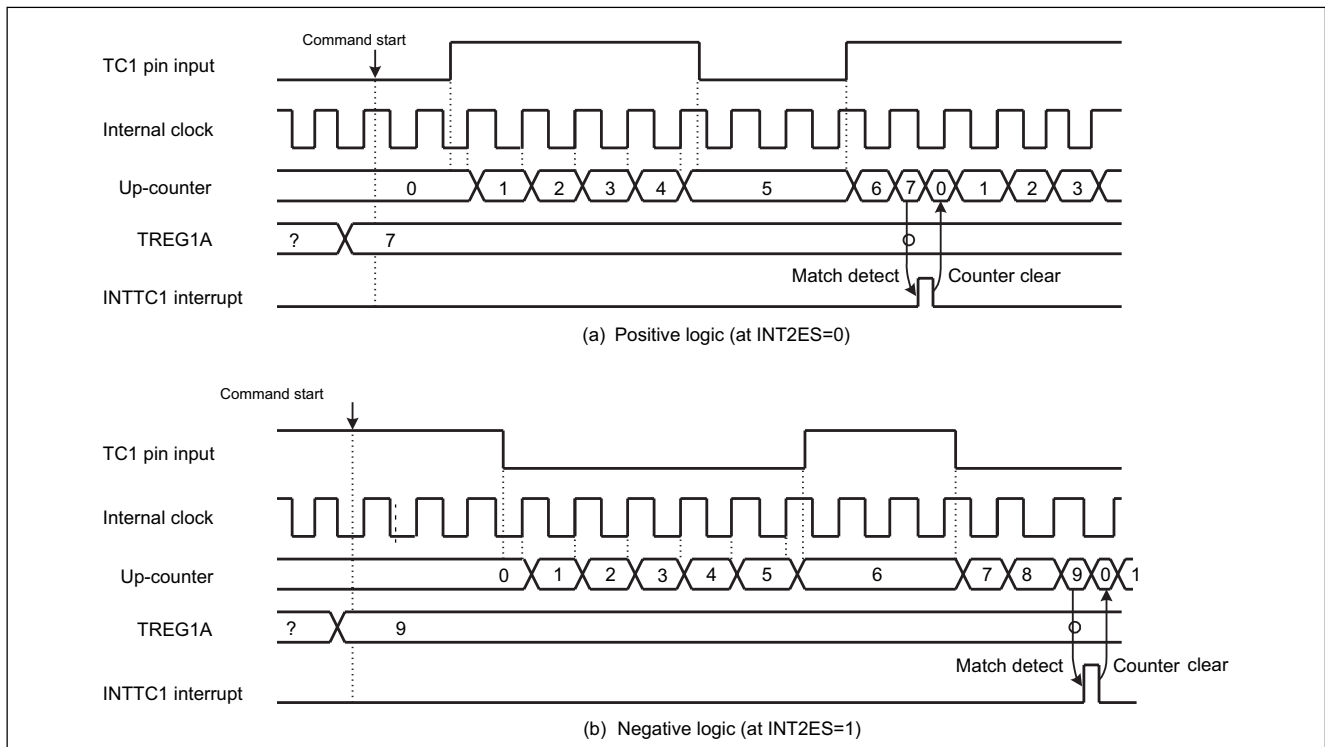 Command start
TC1 pin input
Internal clock
Up-counter 0 1 2 3 4 5 6 7 0 1 2 3
TREG1A ? 7
Match detect Counter clear
INTTC1 interrupt
(a) Positive logic (at INT2ES=0)
Command start
TC1 pin input
Internal clock
Up-counter 0 1 2 3 4 5 6 7 8 9 0 1
TREG1A ? 9
Match detect Counter clear
INTTC1 interrupt
(b) Negative logic (at INT2ES=1)